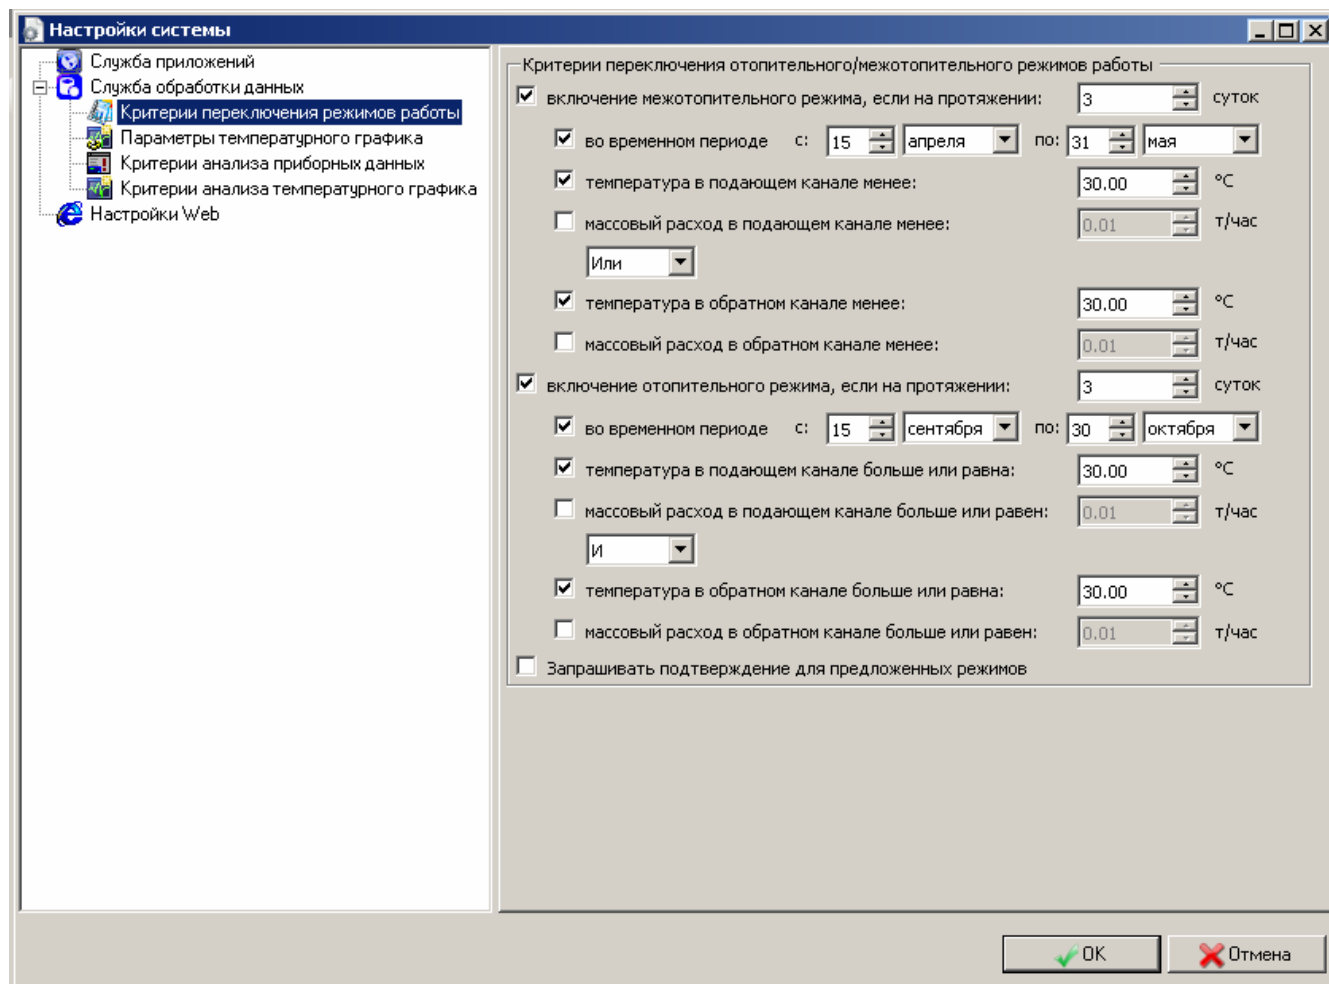 Настройки системы
Служба приложений
Служба обработки данных
Критерии переключения режимов работы
Параметры температурного графика
Критерии анализа приборных данных
Критерии анализа температурного графика
Настройки Web
Критерии переключения отопительного/межотопительного режимов работы
включение межотопительного режима, если на протяжении: 3 суток
во временном периоде с: 15 апреля по: 31 мая
температура в подающем канале менее: 30.00 °C
массовый расход в подающем канале менее: 0.01 т/час
Или
температура в обратном канале менее: 30.00 °C
массовый расход в обратном канале менее: 0.01 т/час
включение отопительного режима, если на протяжении: 3 суток
во временном периоде с: 15 сентября по: 30 октября
температура в подающем канале больше или равна: 30.00 °C
массовый расход в подающем канале больше или равен: 0.01 т/час
И
температура в обратном канале больше или равна: 30.00 °C
массовый расход в обратном канале больше или равен: 0.01 т/час
Запрашивать подтверждение для предложенных режимов
OK Отмена